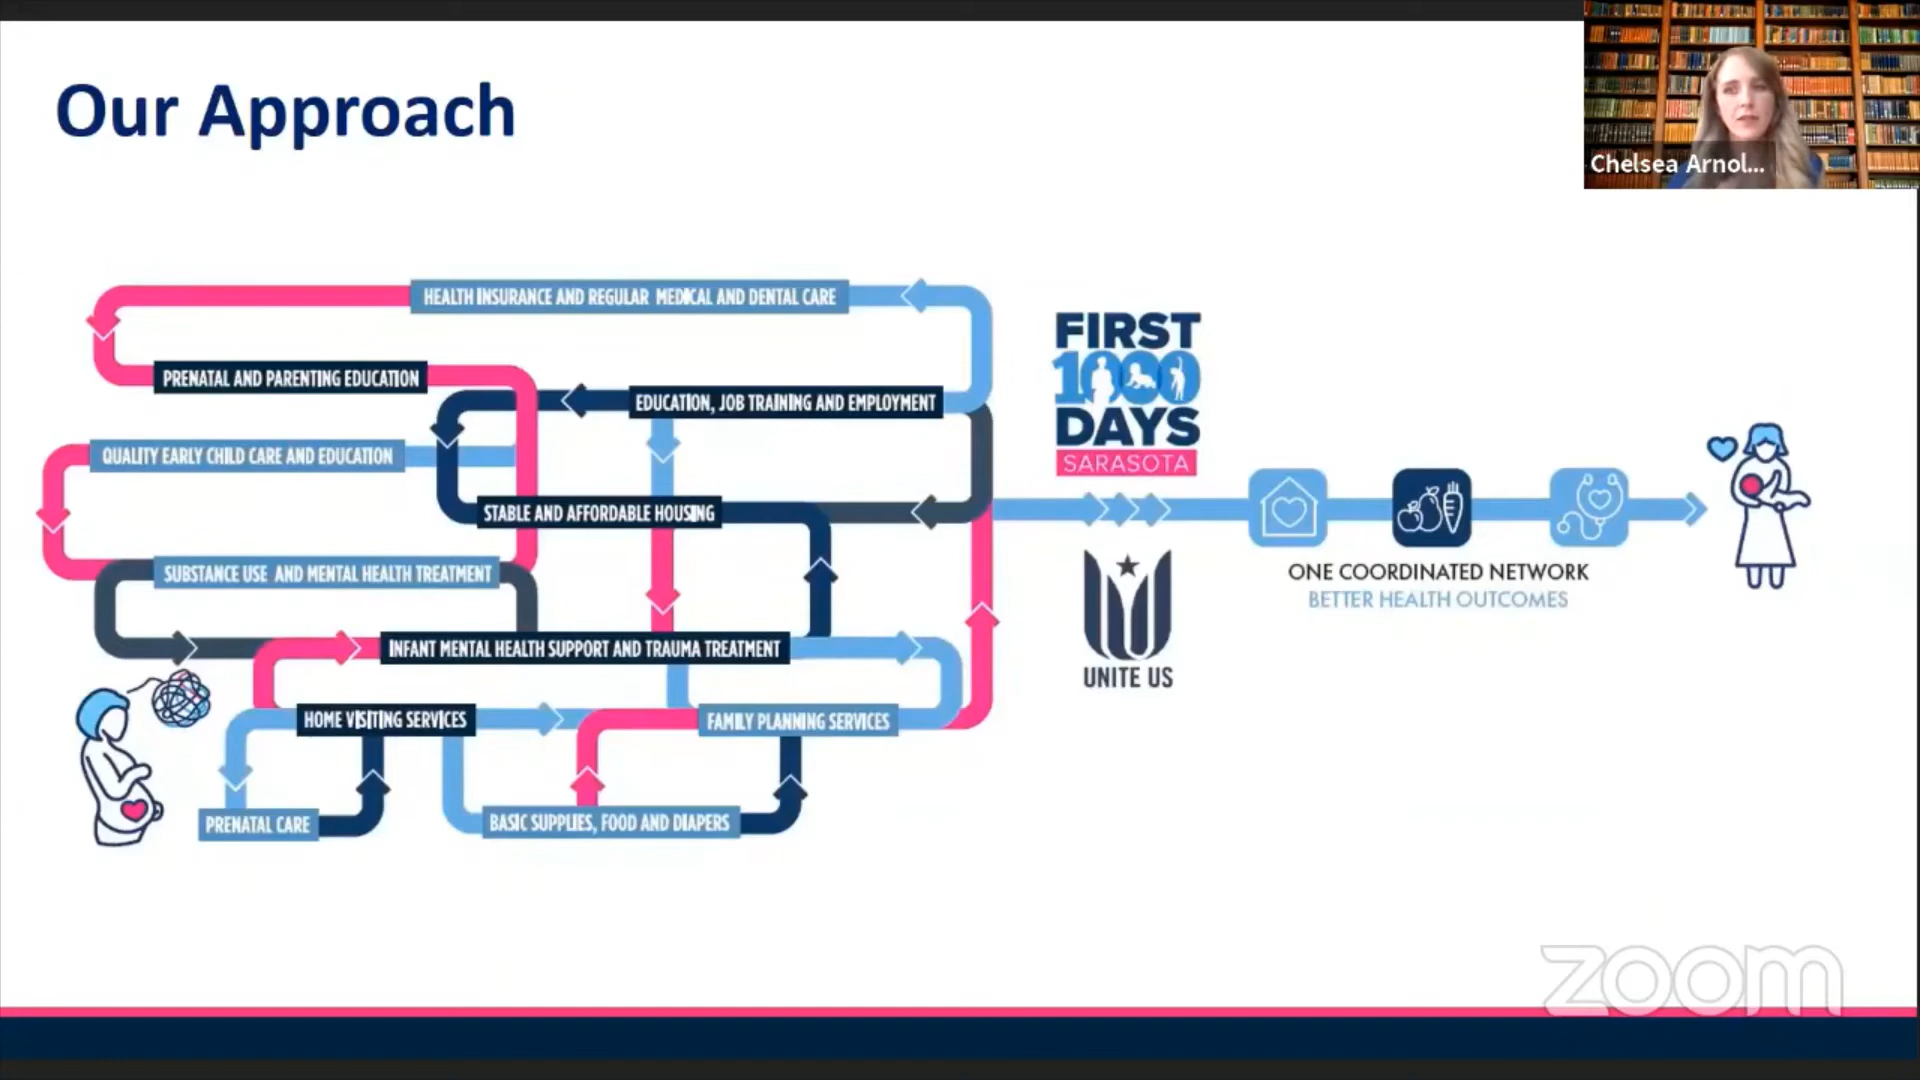 Our Approach
Chelsea Arnol...
HEALTH INSURANCE AND REGULAR MEDICAL AND DENTAL CARE
PRENATAL AND PARENTING EDUCATION
EDUCATION, JOB TRAINING AND EMPLOYMENT
QUALITY EARLY CHILD CARE AND EDUCATION
STABLE AND AFFORDABLE HOUSING
SUBSTANCE USE AND MENTAL HEALTH TREATMENT
INFANT MENTAL HEALTH SUPPORT AND TRAUMA TREATMENT
HOME VISITING SERVICES
FAMILY PLANNING SERVICES
PRENATAL CARE
BASIC SUPPLIES, FOOD AND DIAPERS
FIRST
1000
DAYS
SARASOTA
UNITE US
ONE COORDINATED NETWORK
BETTER HEALTH OUTCOMES
zoom